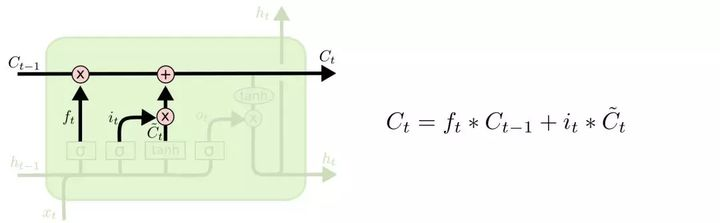 h_t
C_{t-1} × + C_t
tanh
f_t i_t × o_t ×
C̃_t
σ σ tanh σ
h_{t-1} h_t
x_t
C_t = f_t * C_{t-1} + i_t * C̃_t